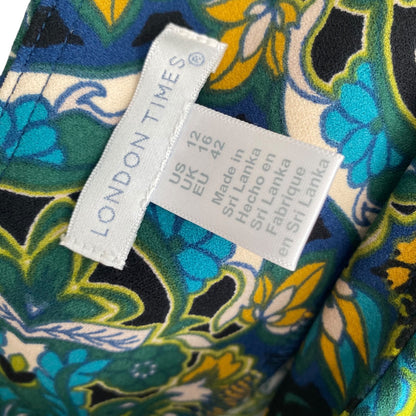 LONDON TIMES®
US 12
UK 16
EU 42
Made in
Sri Lanka
Hecho en
Sri Lanka
Fabrique
en Sri Lanka